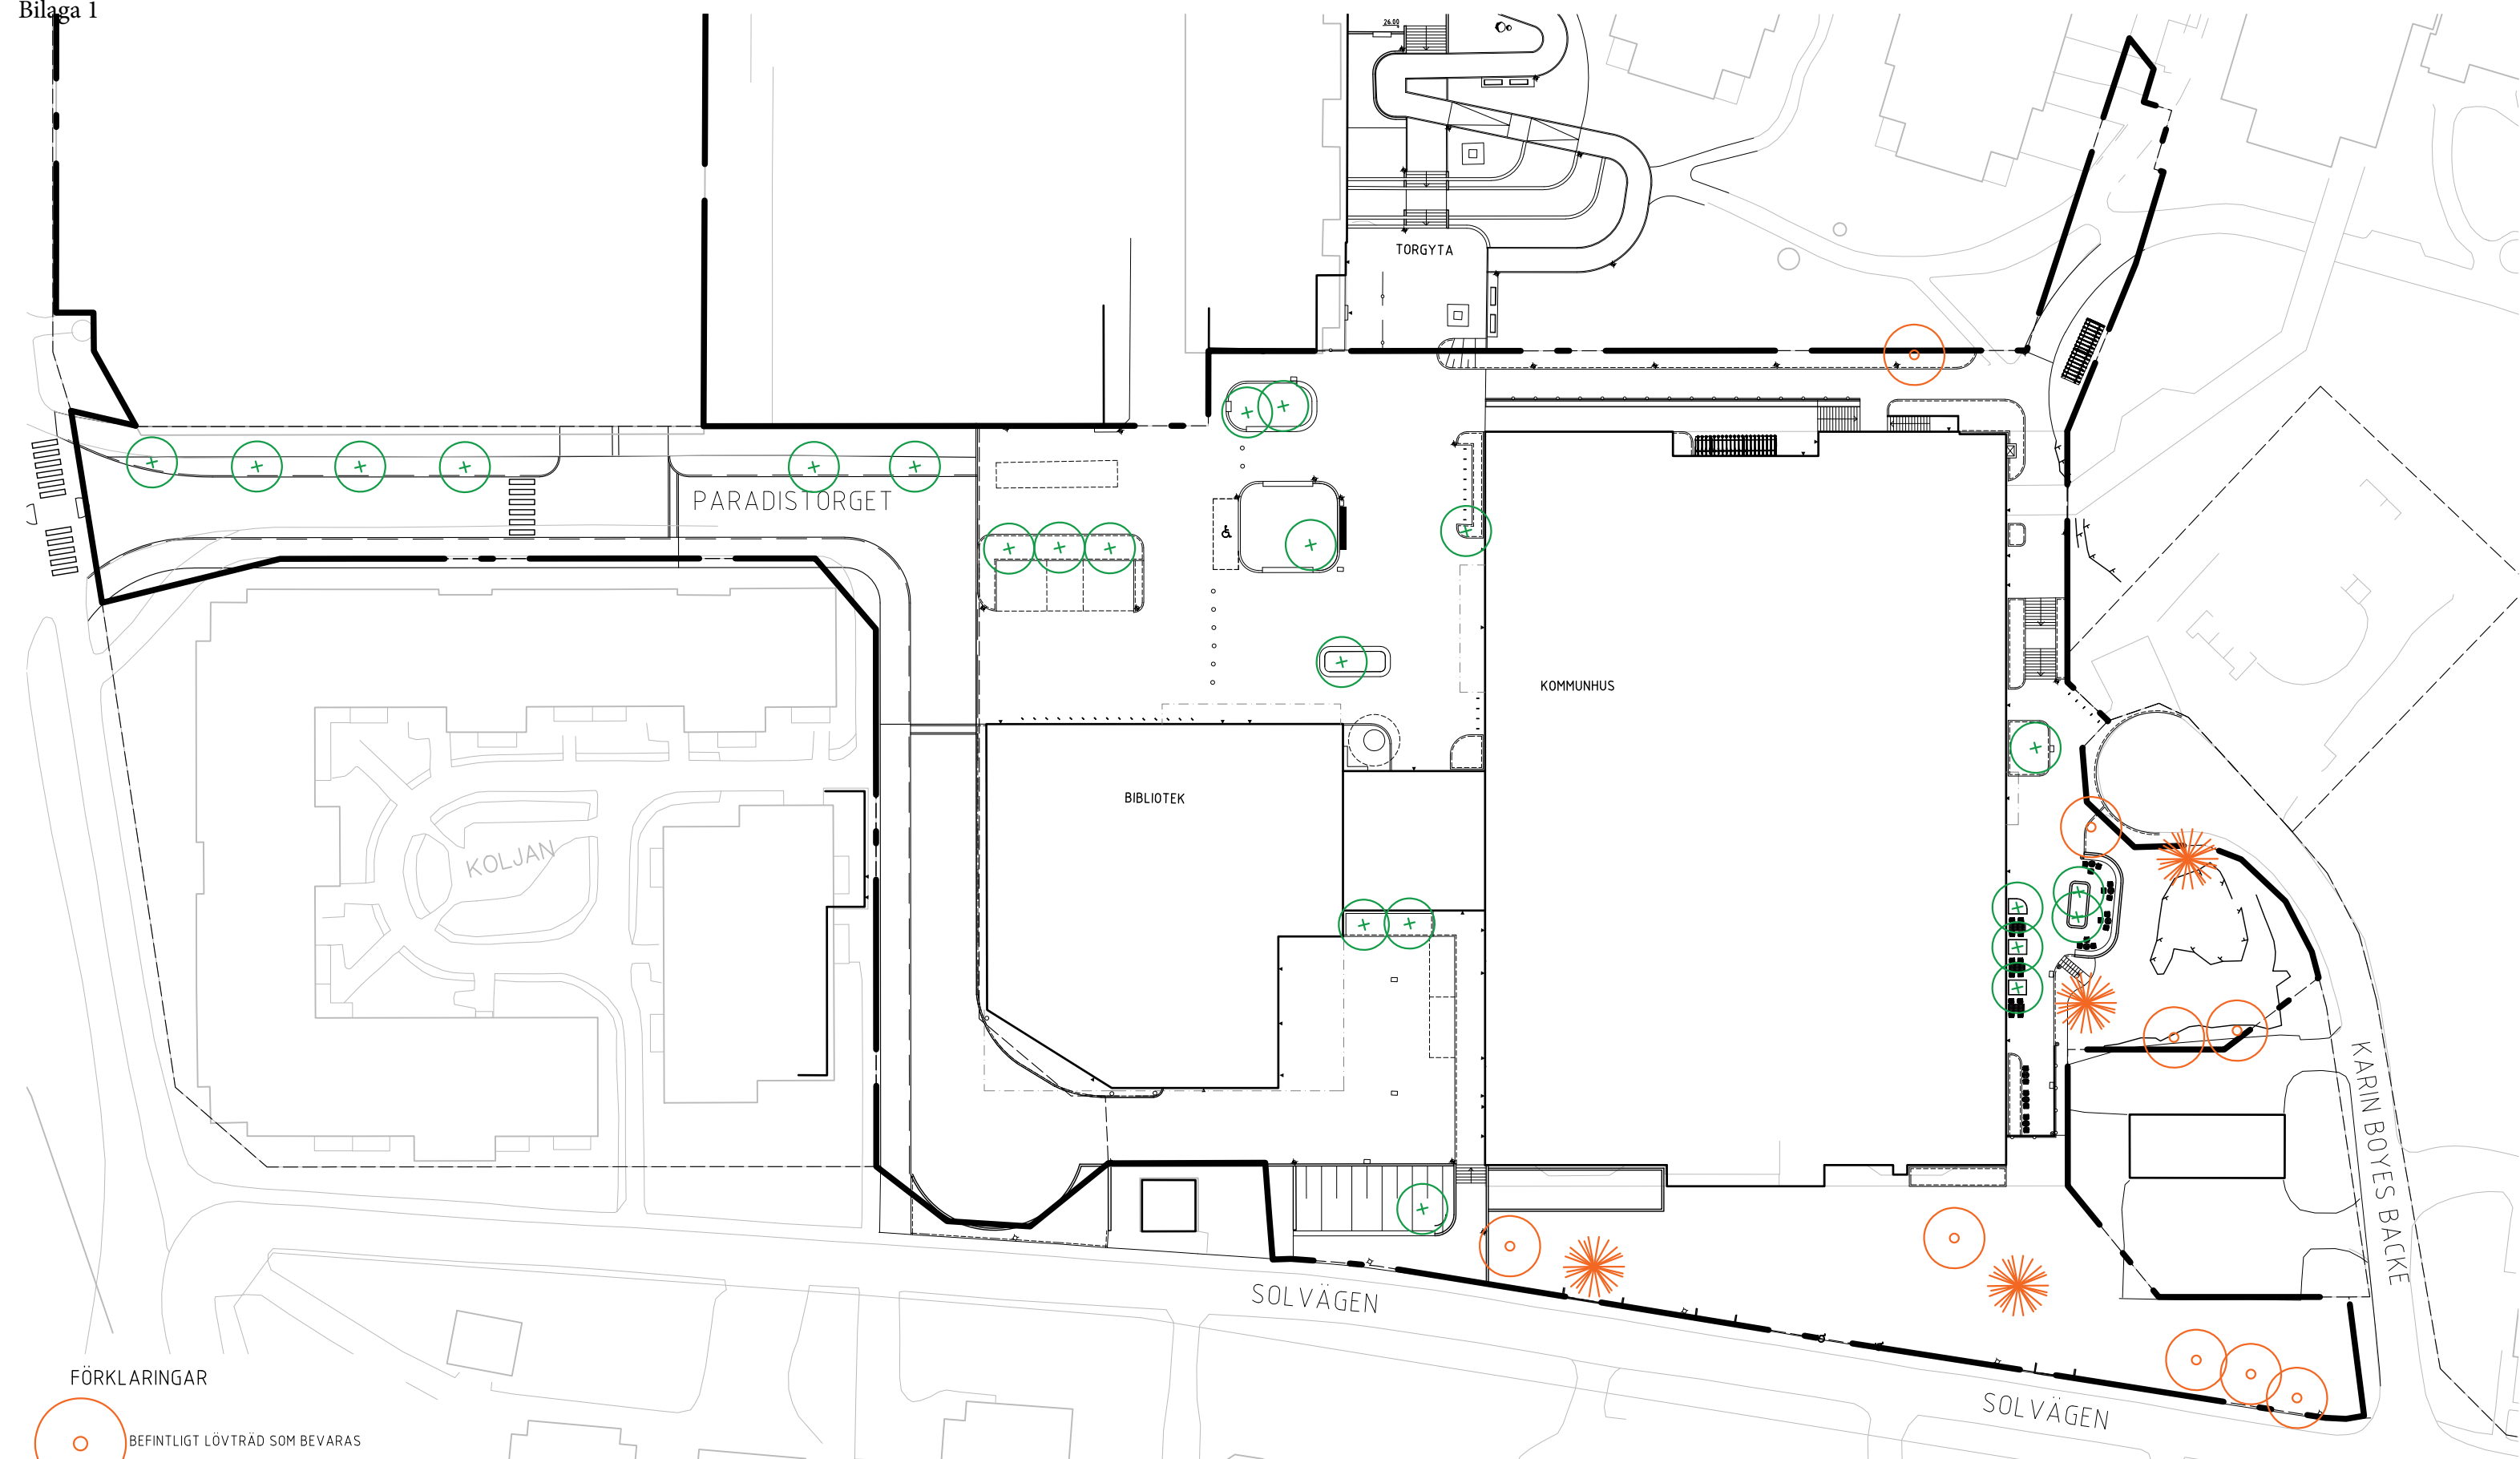 Bilaga 1
26.00
TORGYTA
PARADISTORGET
KOMMUNHUS
BIBLIOTEK
KOLJAN
KARIN BOYES BACKE
SOLVÄGEN
SOLVÄGEN
FÖRKLARINGAR
BEFINTLIGT LÖVTRÄD SOM BEVARAS